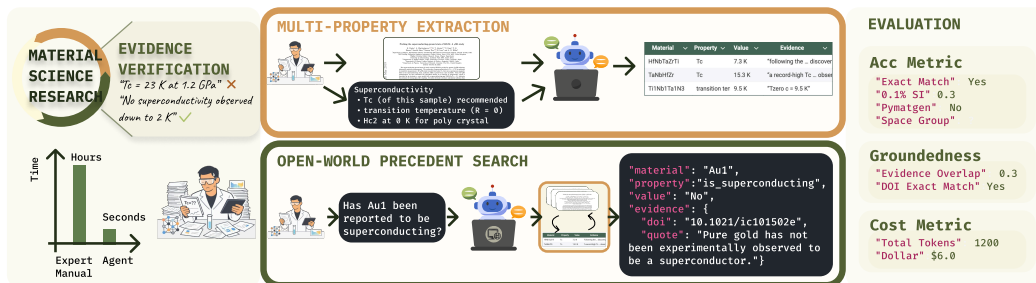 MATERIAL
SCIENCE
RESEARCH
EVIDENCE
VERIFICATION
"Tc = 23 K at 1.2 GPa"
"No superconductivity observed
down to 2 K"
Time
Hours
Seconds
Expert
Manual
Agent
MULTI-PROPERTY EXTRACTION
Superconductivity
• Tc (of this sample) recommended
• transition temperature (R = 0)
• Hc2 at 0 K for poly crystal
Material Property Value Evidence
HfNbTaZrTi Tc 7.3 K "following the ... discover
TaNbHfZr Tc 15.3 K "a record-high Tc ... obser
Tl1Nb1Ta1N3 transition ter 9.5 K "Tzero c = 9.5 K"
OPEN-WORLD PRECEDENT SEARCH
Has Au1 been
reported to be
superconducting?
"material": "Au1",
"property":"is_superconducting",
"value": "No",
"evidence": {
"doi": "10.1021/ic101502e",
"quote": "Pure gold has not
been experimentally observed to
be a superconductor."}
EVALUATION
Acc Metric
"Exact Match" Yes
"0.1% SI" 0.3
"Pymatgen" No
"Space Group"
Groundedness
"Evidence Overlap" 0.3
"DOI Exact Match" Yes
Cost Metric
"Total Tokens" 1200
"Dollar" $6.0